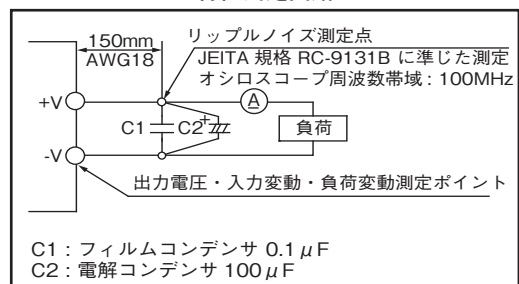 150mm
AWG18
リップルノイズ測定点
JEITA 規格 RC-9131B に準じた測定
オシロスコープ周波数帯域:100MHz
+V
A
C1
C2
+
負荷
-V
出力電圧・入力変動・負荷変動測定ポイント
C1:フィルムコンデンサ 0.1μF
C2:電解コンデンサ 100μF